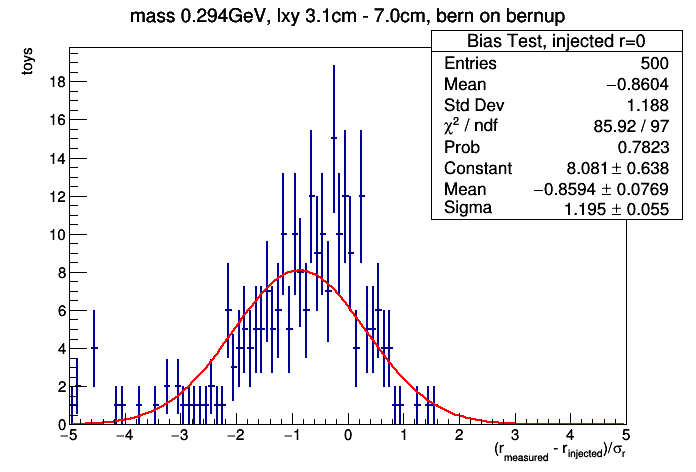 mass 0.294GeV, lxy 3.1cm - 7.0cm, bern on bernup
Bias Test, injected r=0
Entries 500
Mean −0.8604
Std Dev 1.188
χ² / ndf 85.92 / 97
Prob 0.7823
Constant 8.081 ± 0.638
Mean −0.8594 ± 0.0769
Sigma 1.195 ± 0.055
toys
18
16
14
12
10
8
6
4
2
0
−5 −4 −3 −2 −1 0 1 2 3 4 5
(r_measured - r_injected)/σ_r